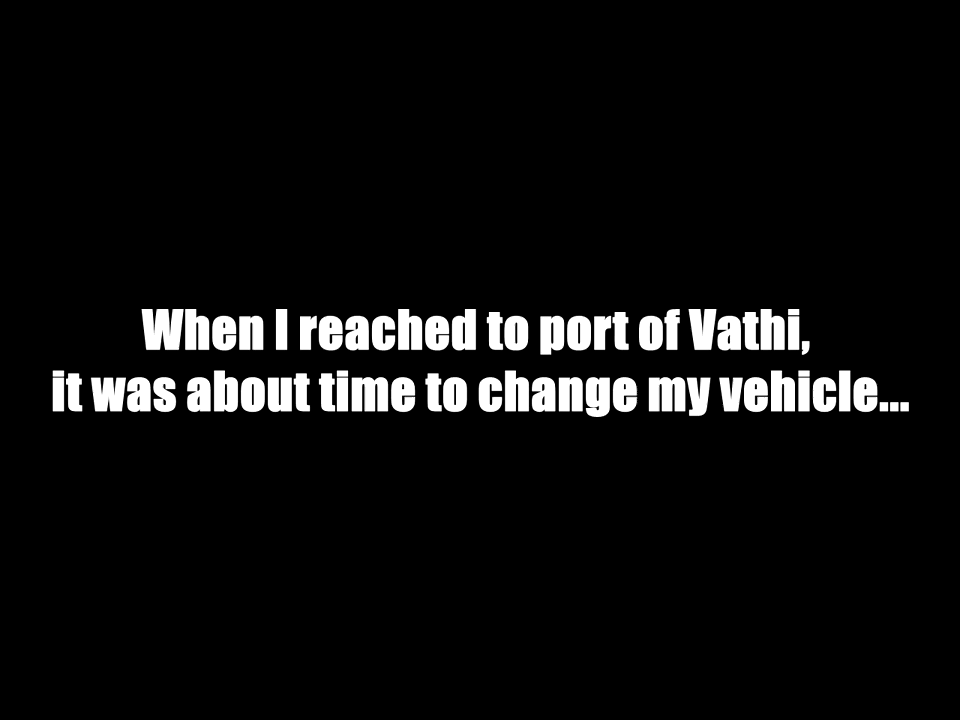 When I reached to port of Vathi,
it was about time to change my vehicle...